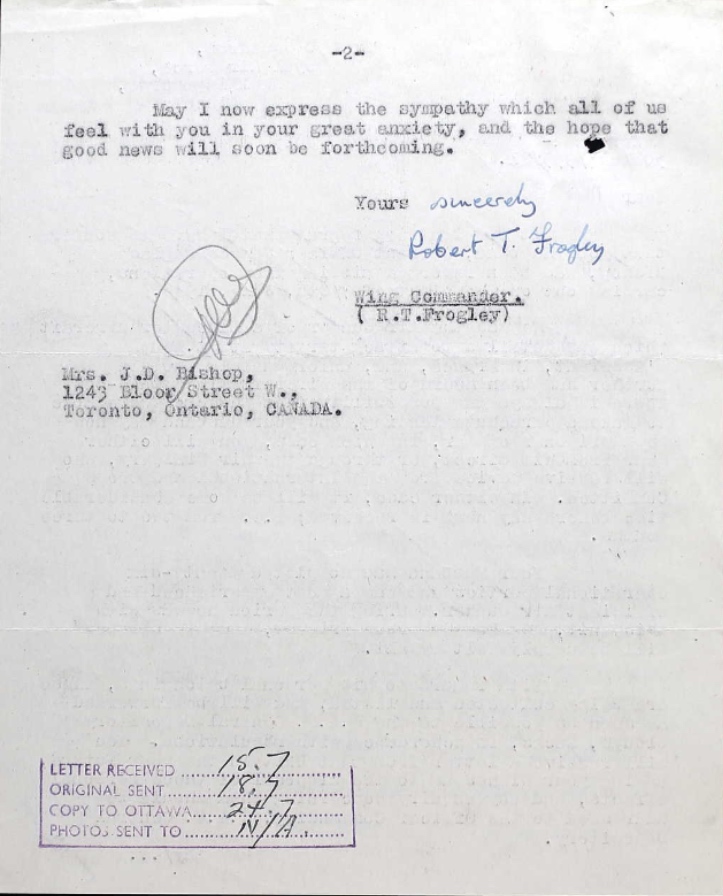 -2-
May I now express the sympathy which all of us
feel with you in your great anxiety, and the hope that
good news will soon be forthcoming.
Yours sincerely
Robert T. Frogley
Wing Commander.
( R.T.Frogley)
Mrs. J.D. Bishop,
1243 Bloor Street W.,
Toronto, Ontario, CANADA.
LETTER RECEIVED 15.7
ORIGINAL SENT 18.7
COPY TO OTTAWA 24.7
PHOTOS SENT TO N/A.